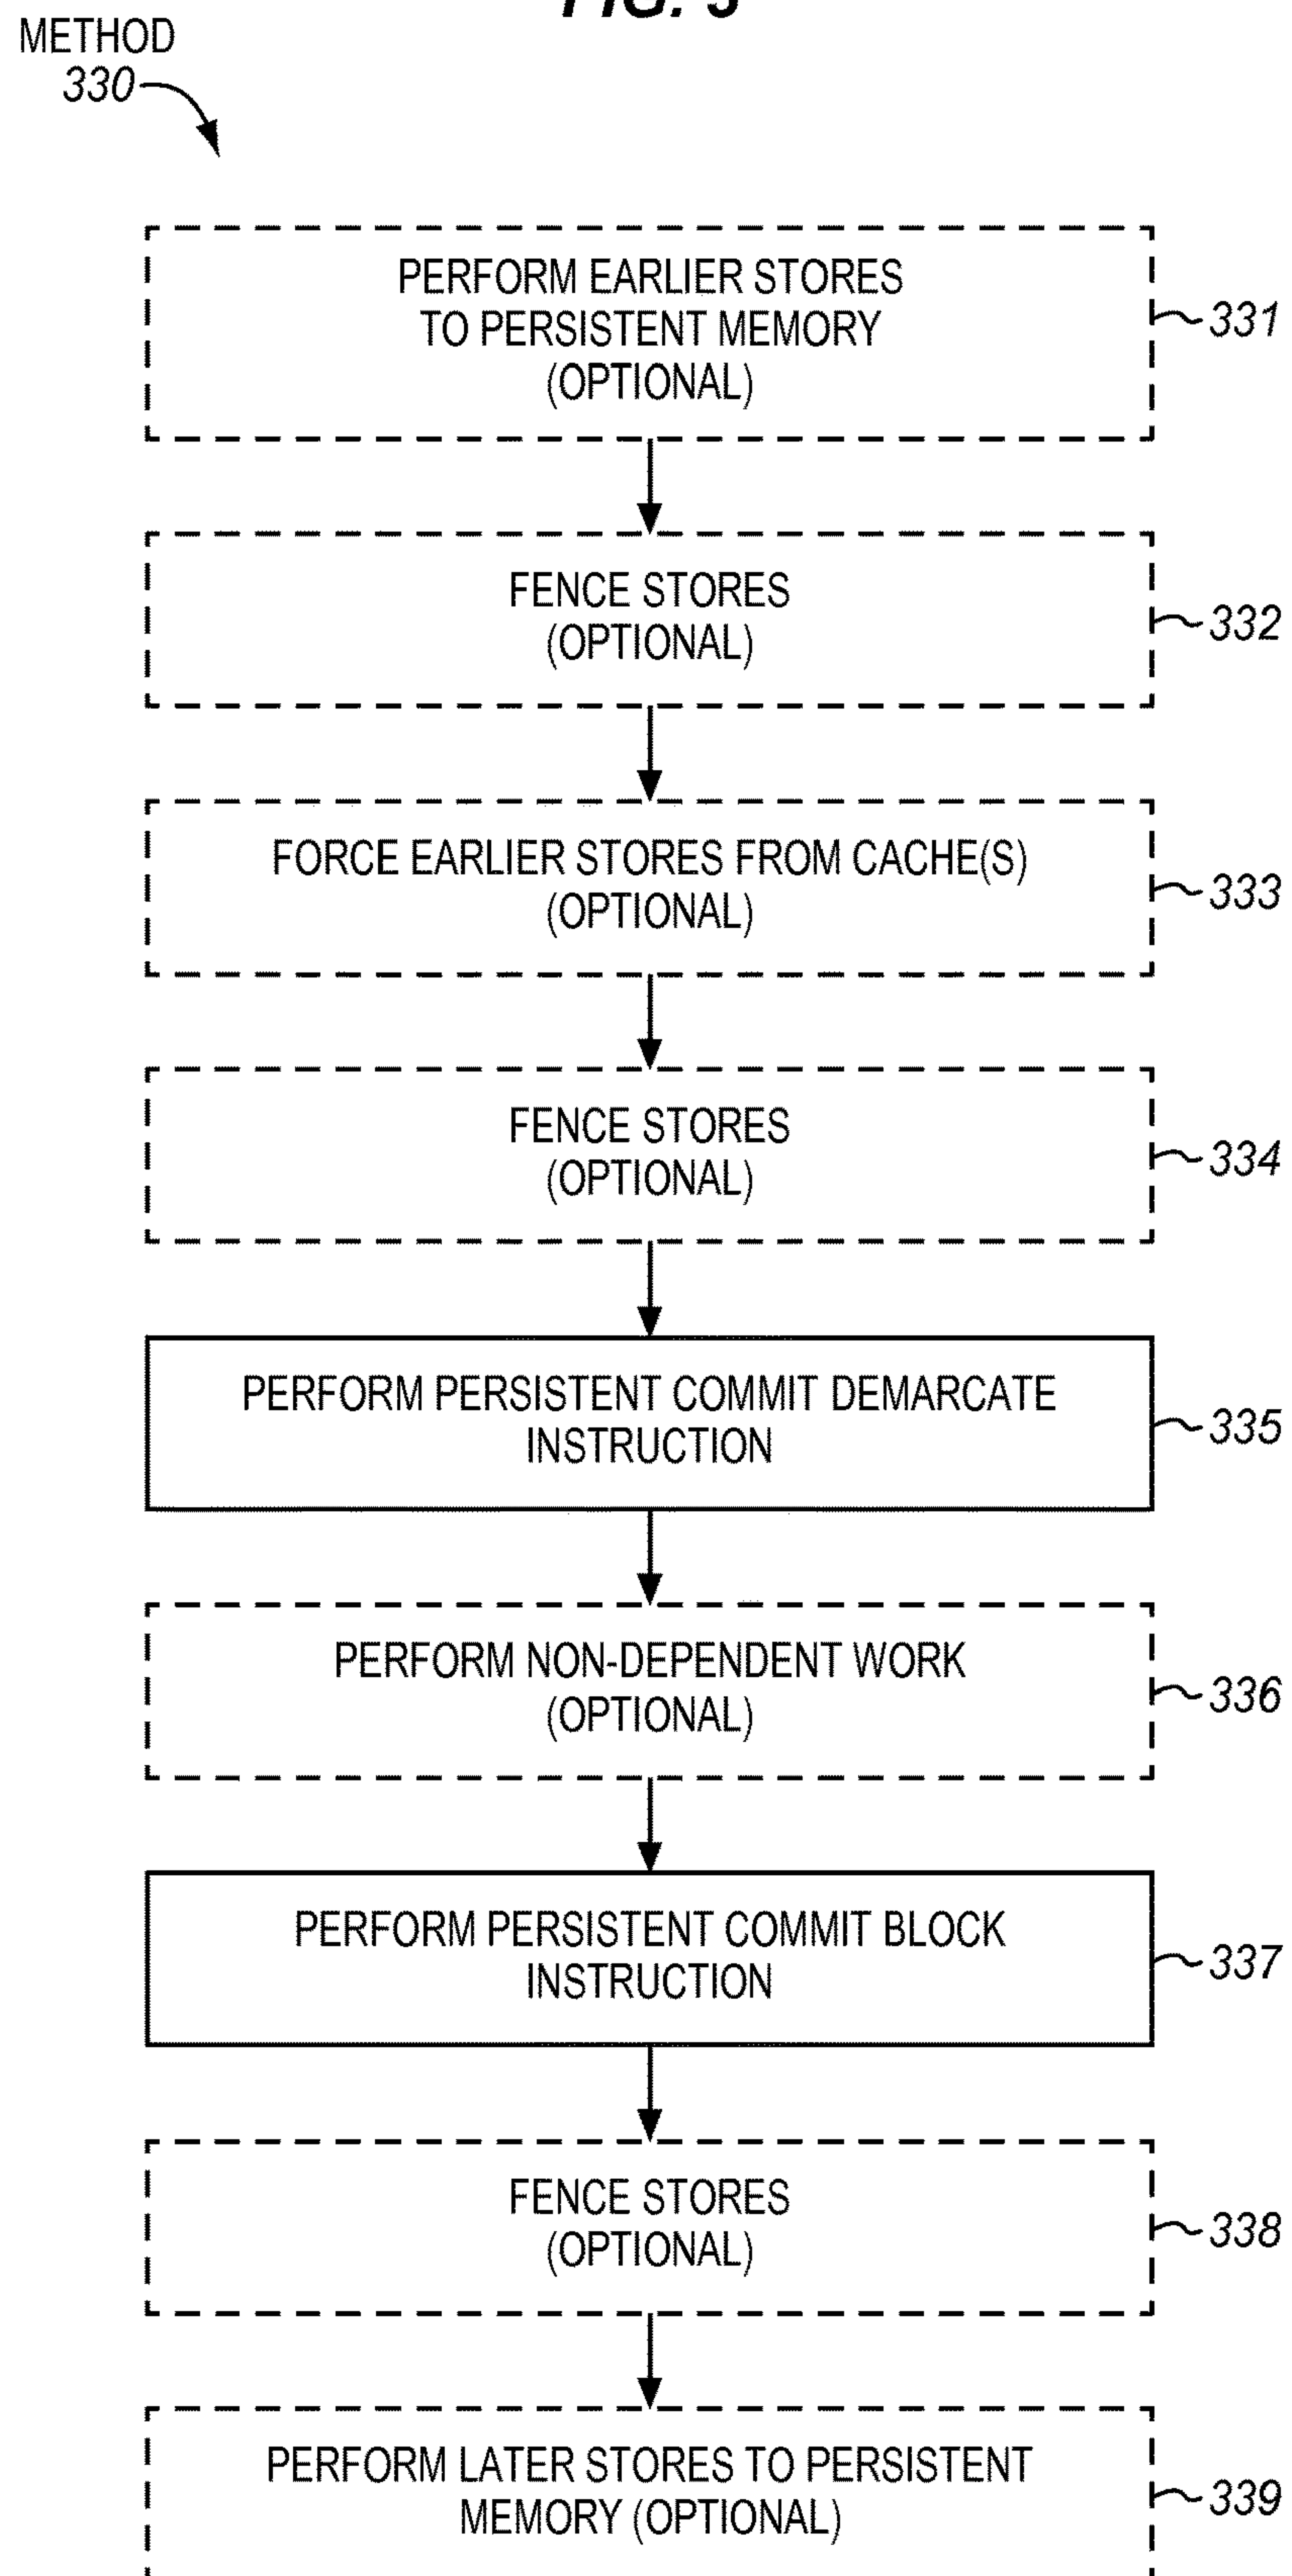 FIG. 3
METHOD
330
PERFORM EARLIER STORES
TO PERSISTENT MEMORY
(OPTIONAL)
331
FENCE STORES
(OPTIONAL)
332
FORCE EARLIER STORES FROM CACHE(S)
(OPTIONAL)
333
FENCE STORES
(OPTIONAL)
334
PERFORM PERSISTENT COMMIT DEMARCATE
INSTRUCTION
335
PERFORM NON-DEPENDENT WORK
(OPTIONAL)
336
PERFORM PERSISTENT COMMIT BLOCK
INSTRUCTION
337
FENCE STORES
(OPTIONAL)
338
PERFORM LATER STORES TO PERSISTENT
MEMORY (OPTIONAL)
339